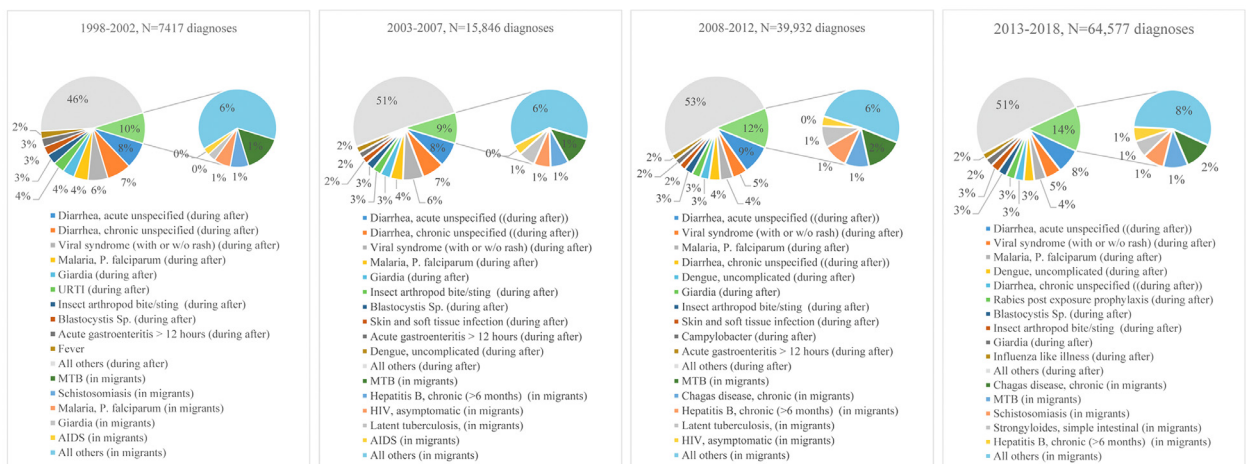 1998-2002, N=7417 diagnoses
46%
6%
10%
8%
7%
6%
4%
4%
4%
3%
3%
3%
2%
1%
1%
1%
0%
0%
Diarrhea, acute unspecified (during after)
Diarrhea, chronic unspecified (during after)
Viral syndrome (with or w/o rash) (during after)
Malaria, P. falciparum (during after)
Giardia (during after)
URTI (during after)
Insect arthropod bite/sting (during after)
Blastocystis Sp. (during after)
Acute gastroenteritis > 12 hours (during after)
Fever
All others (during after)
MTB (in migrants)
Schistosomiasis (in migrants)
Malaria, P. falciparum (in migrants)
Giardia (in migrants)
AIDS (in migrants)
All others (in migrants)
2003-2007, N=15,846 diagnoses
51%
6%
9%
8%
7%
6%
4%
3%
3%
2%
2%
2%
2%
1%
1%
1%
1%
0%
Diarrhea, acute unspecified ((during after))
Diarrhea, chronic unspecified ((during after))
Viral syndrome (with or w/o rash) (during after)
Malaria, P. falciparum (during after)
Giardia (during after)
Insect arthropod bite/sting (during after)
Blastocystis Sp. (during after)
Skin and soft tissue infection (during after)
Acute gastroenteritis > 12 hours (during after)
Dengue, uncomplicated (during after)
All others (during after)
MTB (in migrants)
Hepatitis B, chronic (>6 months) (in migrants)
HIV, asymptomatic (in migrants)
Latent tuberculosis, (in migrants)
AIDS (in migrants)
All others (in migrants)
2008-2012, N=39,932 diagnoses
53%
6%
12%
9%
5%
4%
4%
3%
3%
3%
2%
2%
2%
2%
1%
1%
1%
0%
Diarrhea, acute unspecified ((during after)
Viral syndrome (with or w/o rash) (during after)
Malaria, P. falciparum (during after)
Diarrhea, chronic unspecified ((during after))
Dengue, uncomplicated (during after)
Giardia (during after)
Insect arthropod bite/sting (during after)
Skin and soft tissue infection (during after)
Campylobacter (during after)
Acute gastroenteritis > 12 hours (during after)
All others (during after)
MTB (in migrants)
Chagas disease, chronic (in migrants)
Hepatitis B, chronic (>6 months) (in migrants)
Latent tuberculosis, (in migrants)
HIV, asymptomatic (in migrants)
All others (in migrants)
2013-2018, N=64,577 diagnoses
51%
8%
14%
8%
5%
4%
3%
3%
3%
3%
3%
2%
2%
2%
1%
1%
1%
1%
Diarrhea, acute unspecified (during after))
Viral syndrome (with or w/o rash) (during after)
Malaria, P. falciparum (during after)
Dengue, uncomplicated (during after)
Diarrhea, chronic unspecified ((during after)
Rabies post exposure prophylaxis (during after)
Blastocystis Sp. (during after)
Insect arthropod bite/sting (during after)
Giardia (during after)
Influenza like illness (during after)
All others (during after)
Chagas disease, chronic (in migrants)
MTB (in migrants)
Schistosomiasis (in migrants)
Strongyloides, simple intestinal (in migrants)
Hepatitis B, chronic (>6 months) (in migrants)
All others (in migrants)